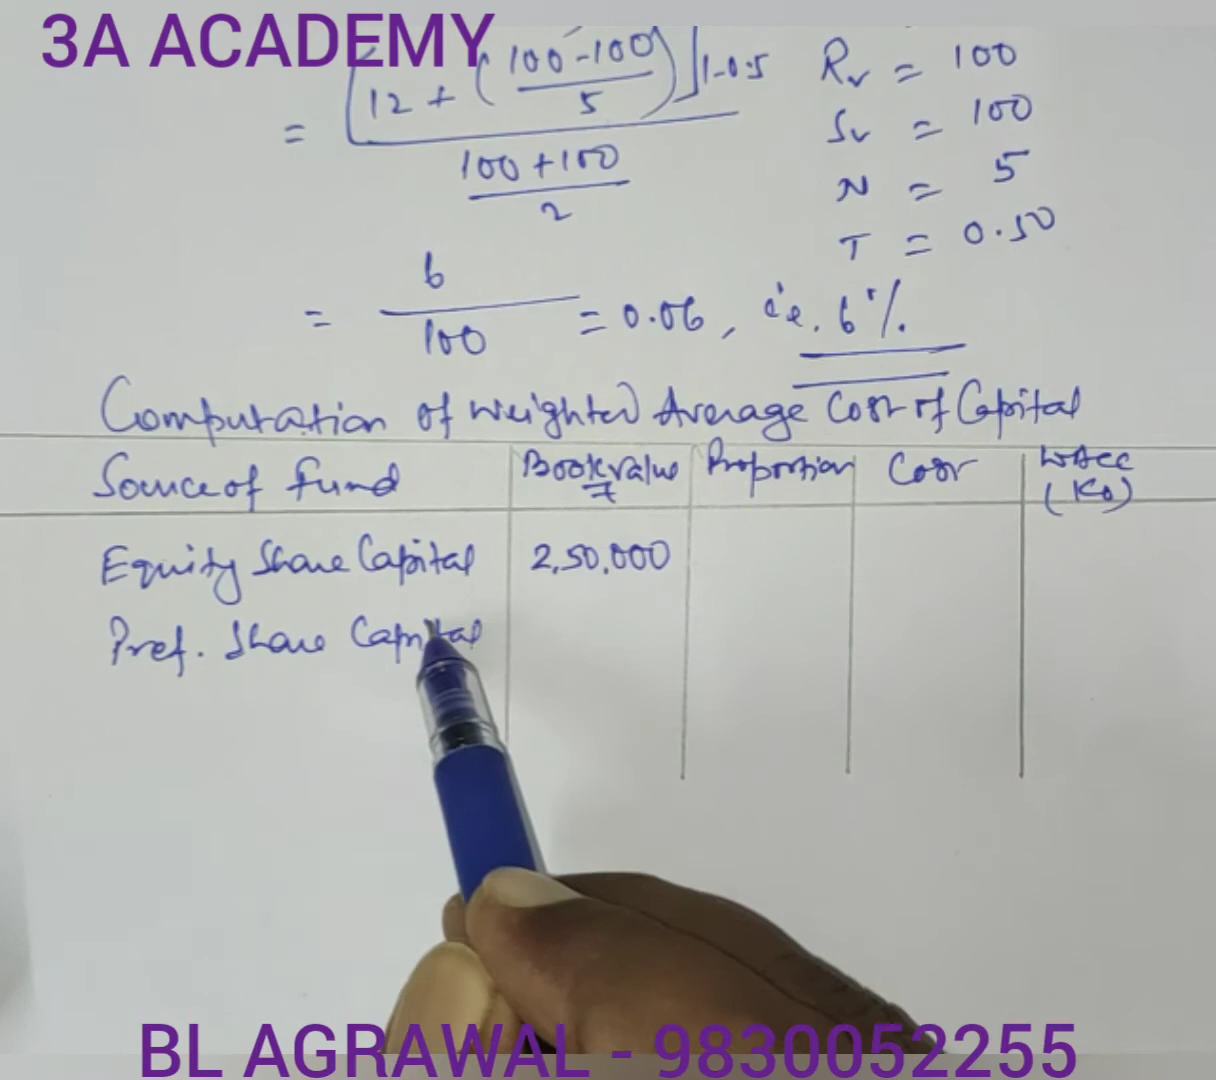 3A ACADEMY
= [12 + (100-100 / 5)] 1-0.5
100+100
2
Rv = 100
Sv = 100
N = 5
T = 0.50
= 6 / 100 = 0.06, i.e. 6%
Computation of Weighted Average Cost of Capital
Source of Fund Book Value ₹ Proportion Cost WACC (Ko)
Equity Share Capital 2,50,000
Pref. Share Capital
BL AGRAWAL - 9830052255